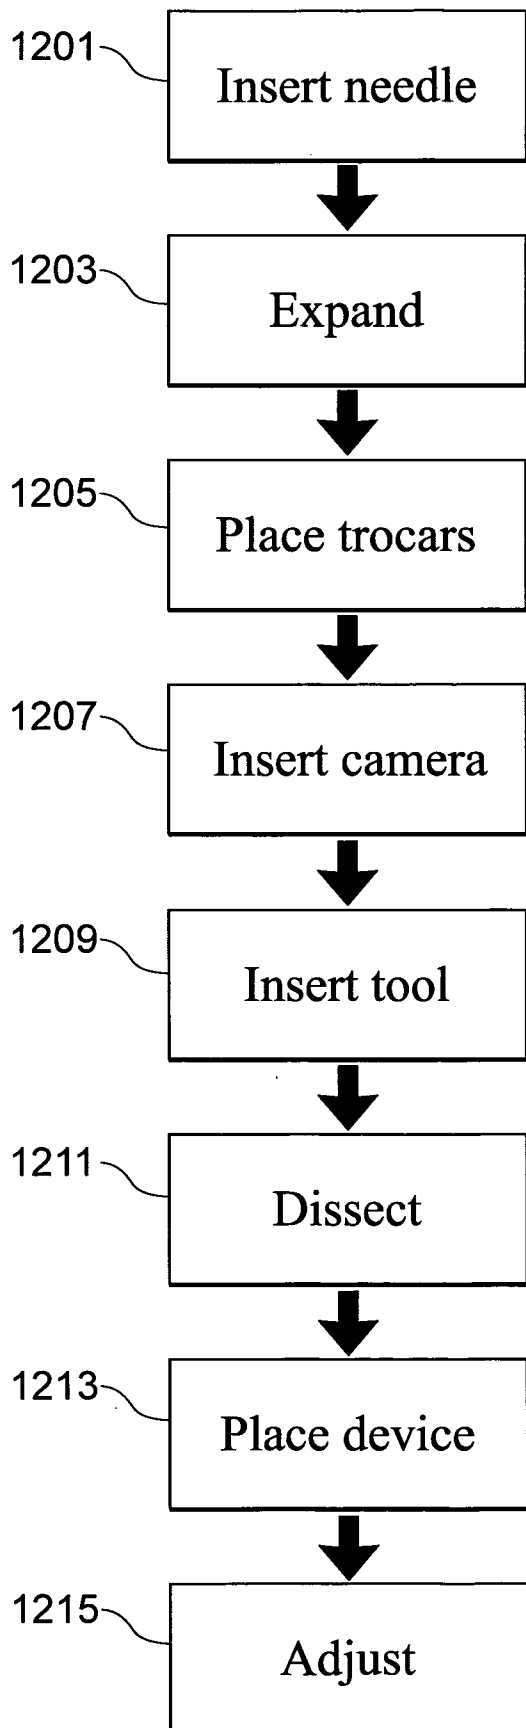 1201
Insert needle
1203
Expand
1205
Place trocars
1207
Insert camera
1209
Insert tool
1211
Dissect
1213
Place device
1215
Adjust